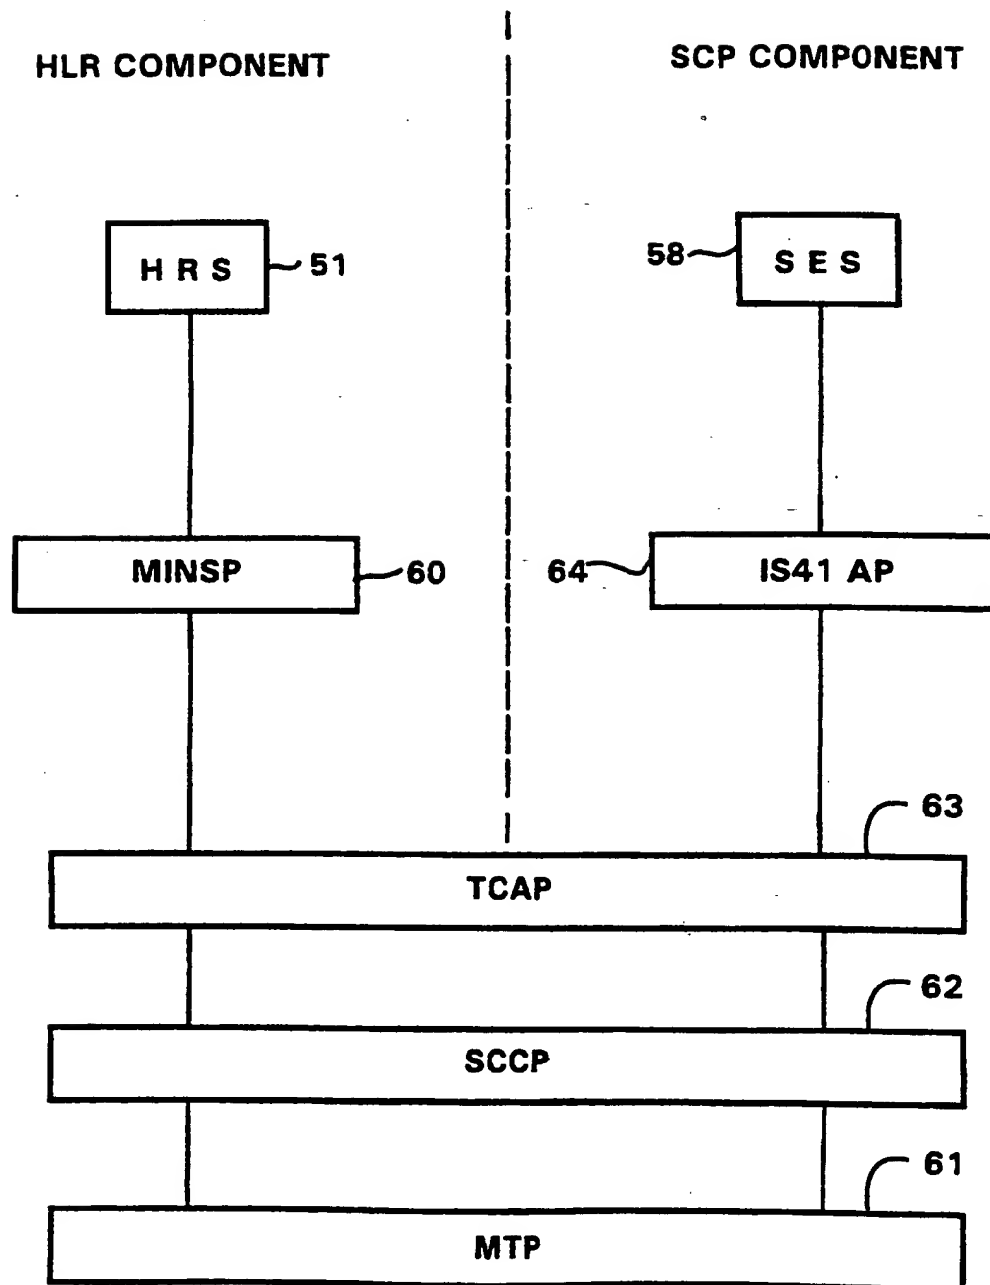 HLR COMPONENT
SCP COMPONENT
H R S
51
58
S E S
MINSP
60
64
IS41 AP
63
TCAP
62
SCCP
61
MTP